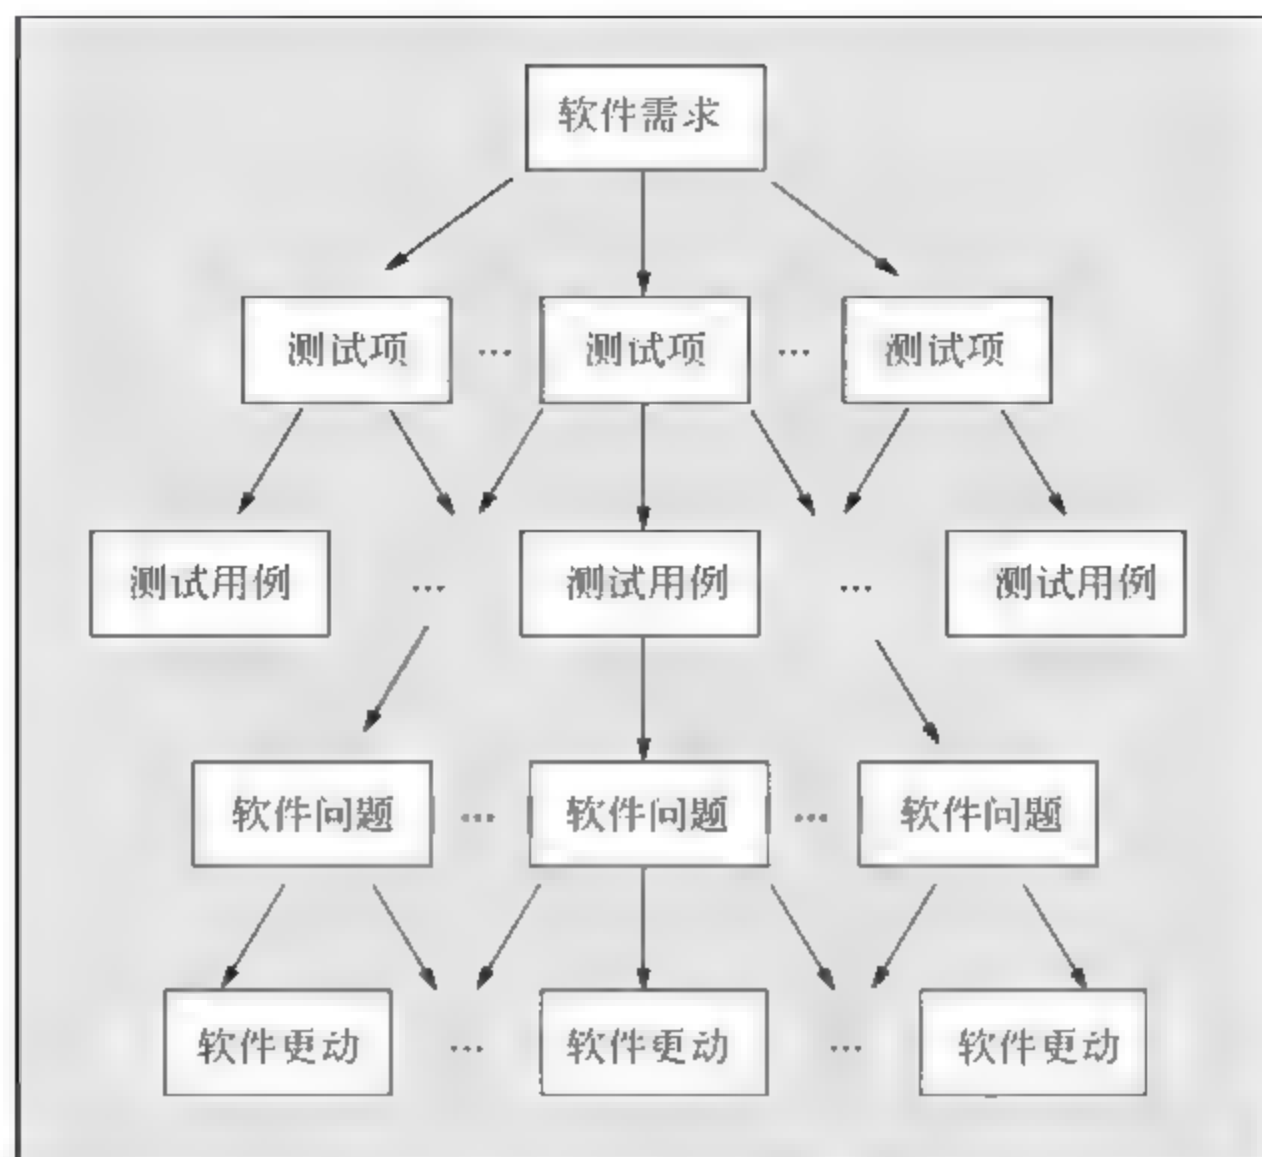 软件需求
测试项 … 测试项 … 测试项
测试用例 … 测试用例 … 测试用例
软件问题 … 软件问题 … 软件问题
软件更动 … 软件更动 … 软件更动